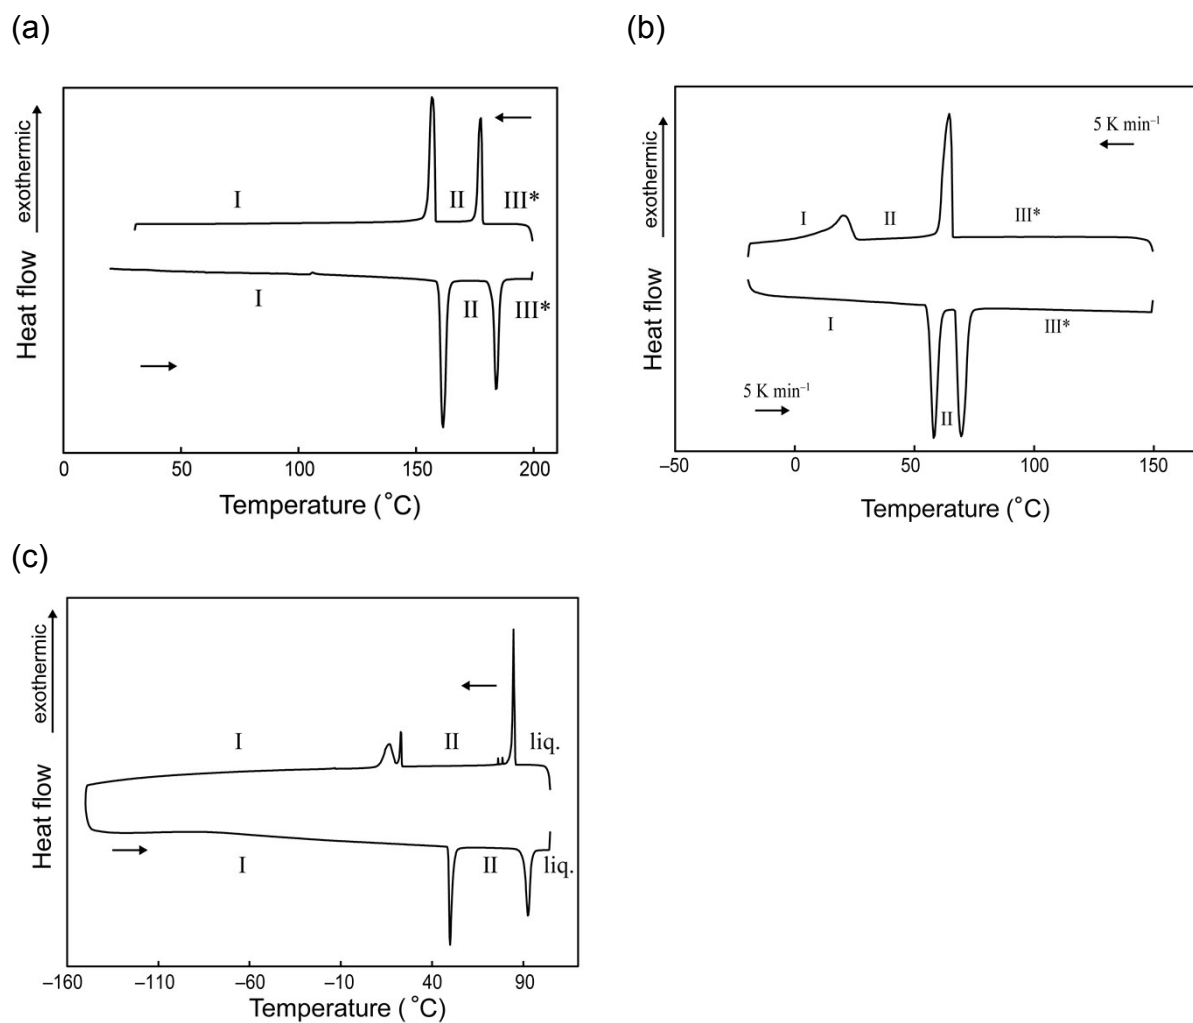 (a)
exothermic
Heat flow
I
II
III*
I
II
III*
0
50
100
150
200
Temperature (°C)
(b)
exothermic
Heat flow
5 K min⁻¹
I
II
III*
I
III*
5 K min⁻¹
II
–50
0
50
100
150
Temperature (°C)
(c)
exothermic
Heat flow
I
II
liq.
I
II
liq.
–160
–110
–60
–10
40
90
Temperature (°C)